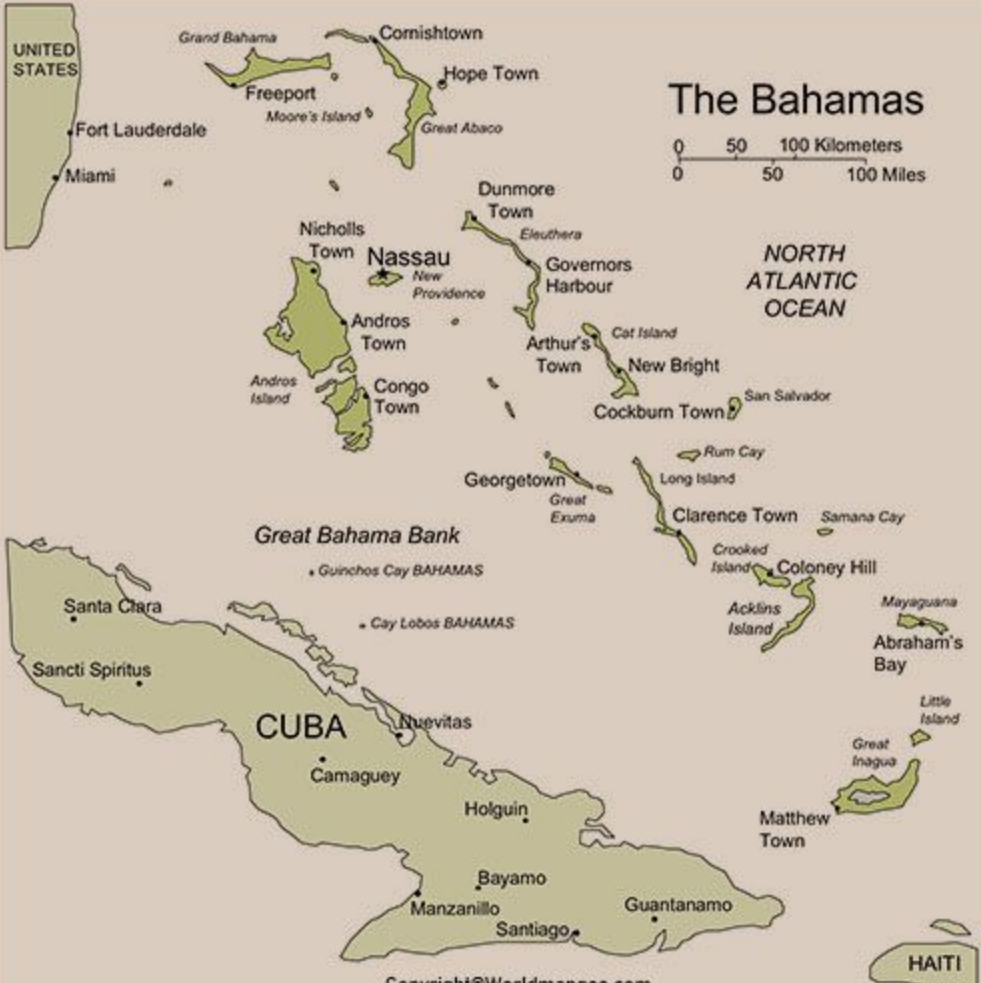 UNITED
STATES
Fort Lauderdale
Miami
Grand Bahama
Freeport
Moore's Island
Cornishtown
Hope Town
Great Abaco
The Bahamas
0 50 100 Kilometers
0 50 100 Miles
Dunmore
Town
Eleuthera
Governors
Harbour
Nicholls
Town
Nassau
New
Providence
Andros
Town
Andros
Island
Congo
Town
NORTH
ATLANTIC
OCEAN
Arthur's
Town
Cat Island
New Bright
Cockburn Town
San Salvador
Rum Cay
Georgetown
Great
Exuma
Long Island
Clarence Town
Samana Cay
Crooked
Island
Coloney Hill
Acklins
Island
Mayaguana
Abraham's
Bay
Great Bahama Bank
Guinchos Cay BAHAMAS
Cay Lobos BAHAMAS
Santa Clara
Sancti Spiritus
CUBA
Nuevitas
Camaguey
Holguin
Bayamo
Manzanillo
Santiago
Guantanamo
Little
Island
Great
Inagua
Matthew
Town
HAITI